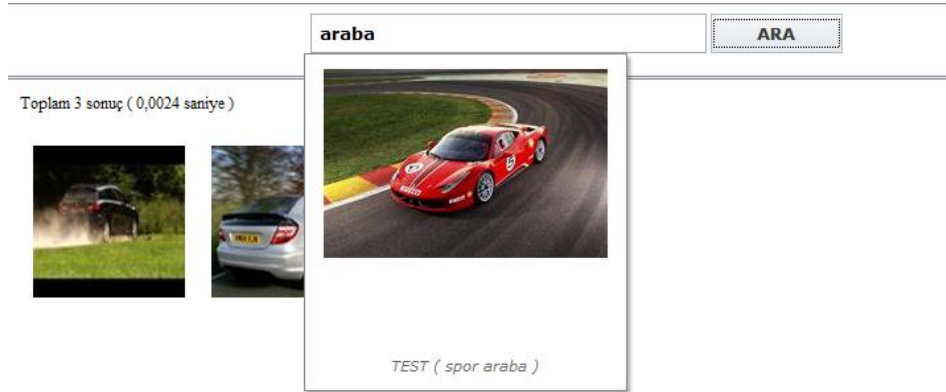 araba
ARA
Toplam 3 sonuç ( 0,0024 saniye )
TEST ( spor araba )